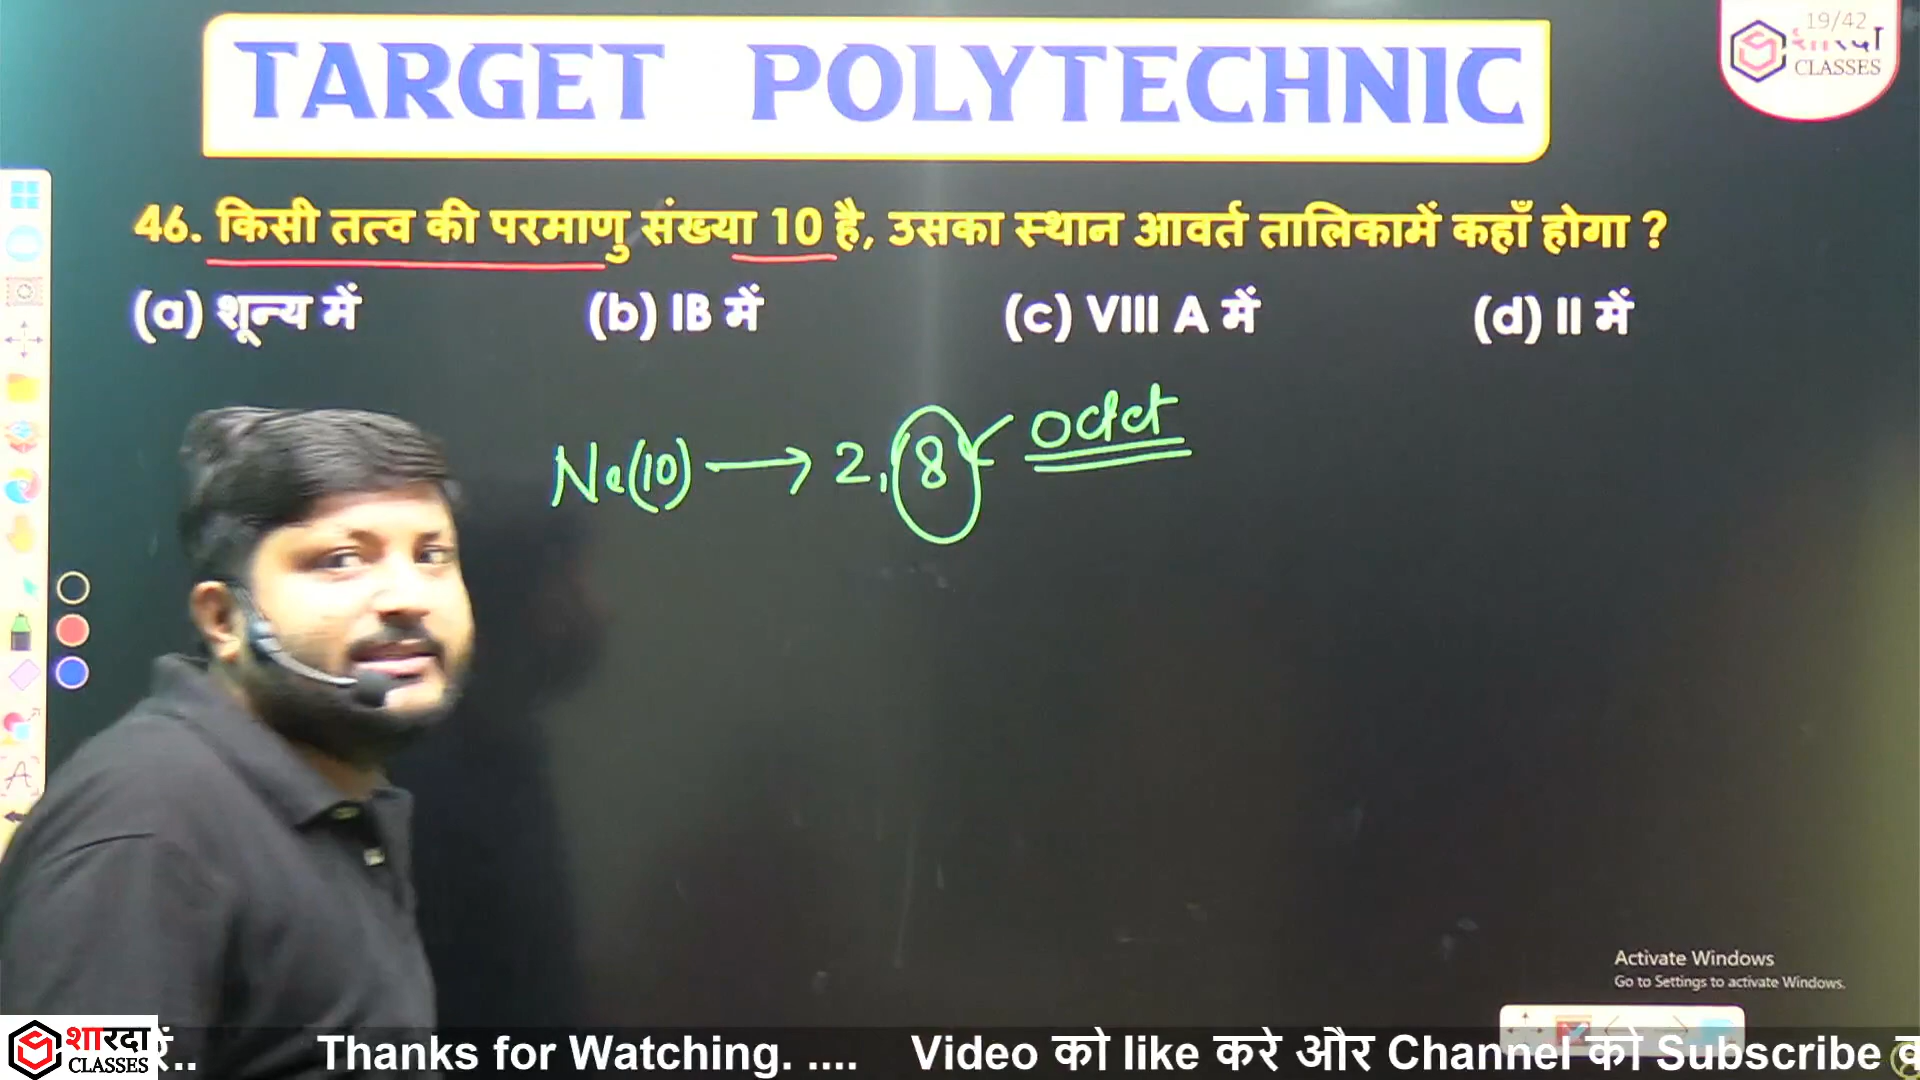 19/42
शारदा
CLASSES
TARGET POLYTECHNIC
46. किसी तत्व की परमाणु संख्या 10 है, उसका स्थान आवर्त तालिकामें कहाँ होगा ?
(a) शून्य में (b) IB में (c) VIII A में (d) II में
Ne(10) → 2,8 octet
Activate Windows
Go to Settings to activate Windows.
शारदा
CLASSES
Thanks for Watching. .... Video को like करे और Channel को Subscribe